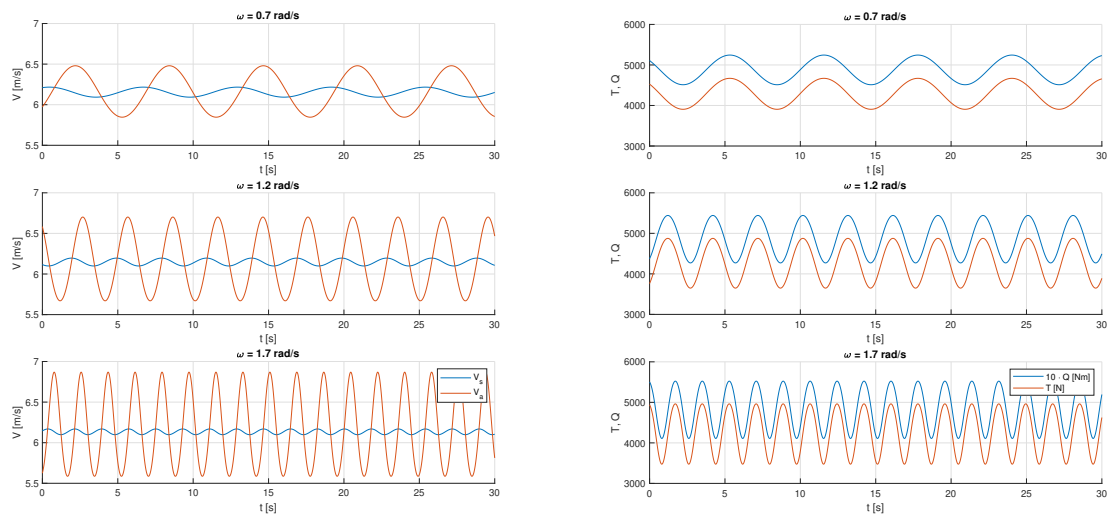 ω = 0.7 rad/s
7
6.5
6
5.5
V [m/s]
0 5 10 15 20 25 30
t [s]
ω = 1.2 rad/s
7
6.5
6
5.5
V [m/s]
0 5 10 15 20 25 30
t [s]
ω = 1.7 rad/s
7
6.5
6
5.5
V [m/s]
V_s
V_a
0 5 10 15 20 25 30
t [s]
ω = 0.7 rad/s
6000
5000
4000
3000
T, Q
0 5 10 15 20 25 30
t [s]
ω = 1.2 rad/s
6000
5000
4000
3000
T, Q
0 5 10 15 20 25 30
t [s]
ω = 1.7 rad/s
6000
5000
4000
3000
T, Q
10 · Q [Nm]
T [N]
0 5 10 15 20 25 30
t [s]